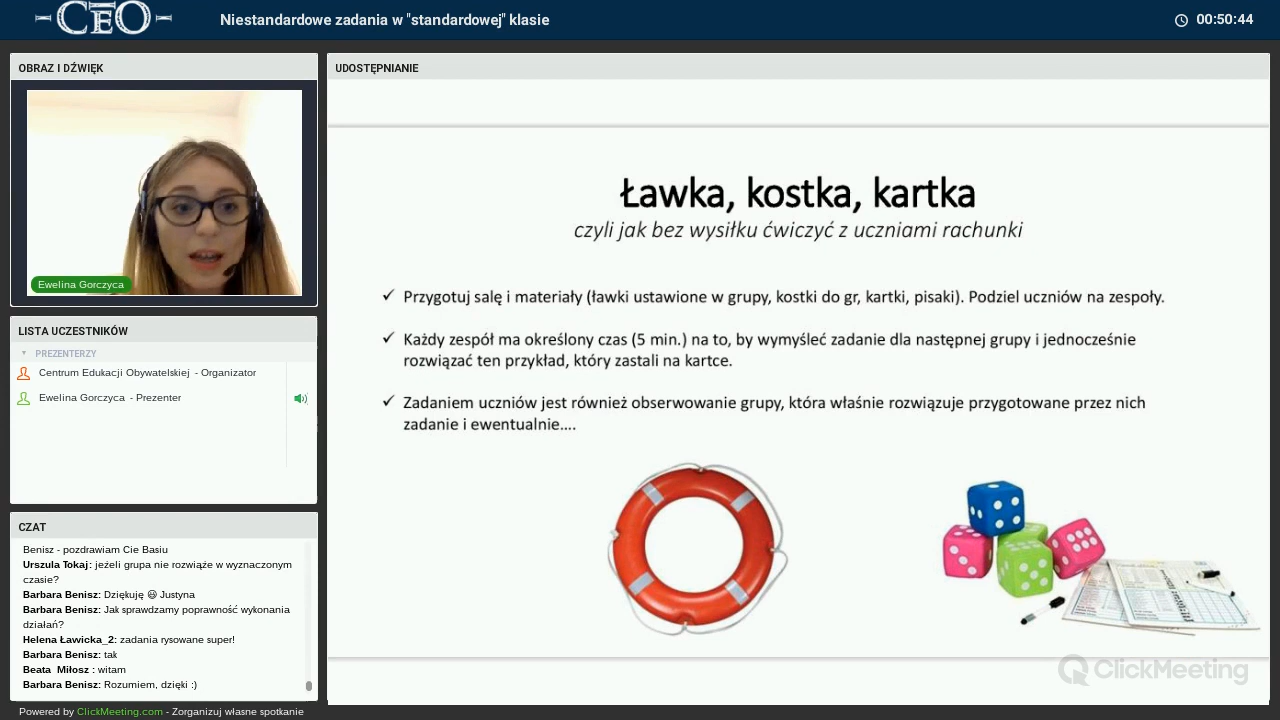 CEO
Niestandardowe zadania w "standardowej" klasie
00:50:44
OBRAZ I DŹWIĘK
Ewelina Gorczyca
LISTA UCZESTNIKÓW
PREZENTERZY
Centrum Edukacji Obywatelskiej - Organizator
Ewelina Gorczyca - Prezenter
CZAT
Benisz - pozdrawiam Cie Basiu
Urszula Tokaj: jeżeli grupa nie rozwiąże w wyznaczonym
czasie?
Barbara Benisz: Dziękuję 😃 Justyna
Barbara Benisz: Jak sprawdzamy poprawność wykonania
działań?
Helena Ławicka_2: zadania rysowane super!
Barbara Benisz: tak
Beata Miłosz : witam
Barbara Benisz: Rozumiem, dzięki :)
Powered by ClickMeeting.com - Zorganizuj własne spotkanie
UDOSTĘPNIANIE
Ławka, kostka, kartka
czyli jak bez wysiłku ćwiczyć z uczniami rachunki
✓ Przygotuj salę i materiały (ławki ustawione w grupy, kostki do gr, kartki, pisaki). Podziel uczniów na zespoły.
✓ Każdy zespół ma określony czas (5 min.) na to, by wymyśleć zadanie dla następnej grupy i jednocześnie
rozwiązać ten przykład, który zastali na kartce.
✓ Zadaniem uczniów jest również obserwowanie grupy, która właśnie rozwiązuje przygotowane przez nich
zadanie i ewentualnie....
ClickMeeting